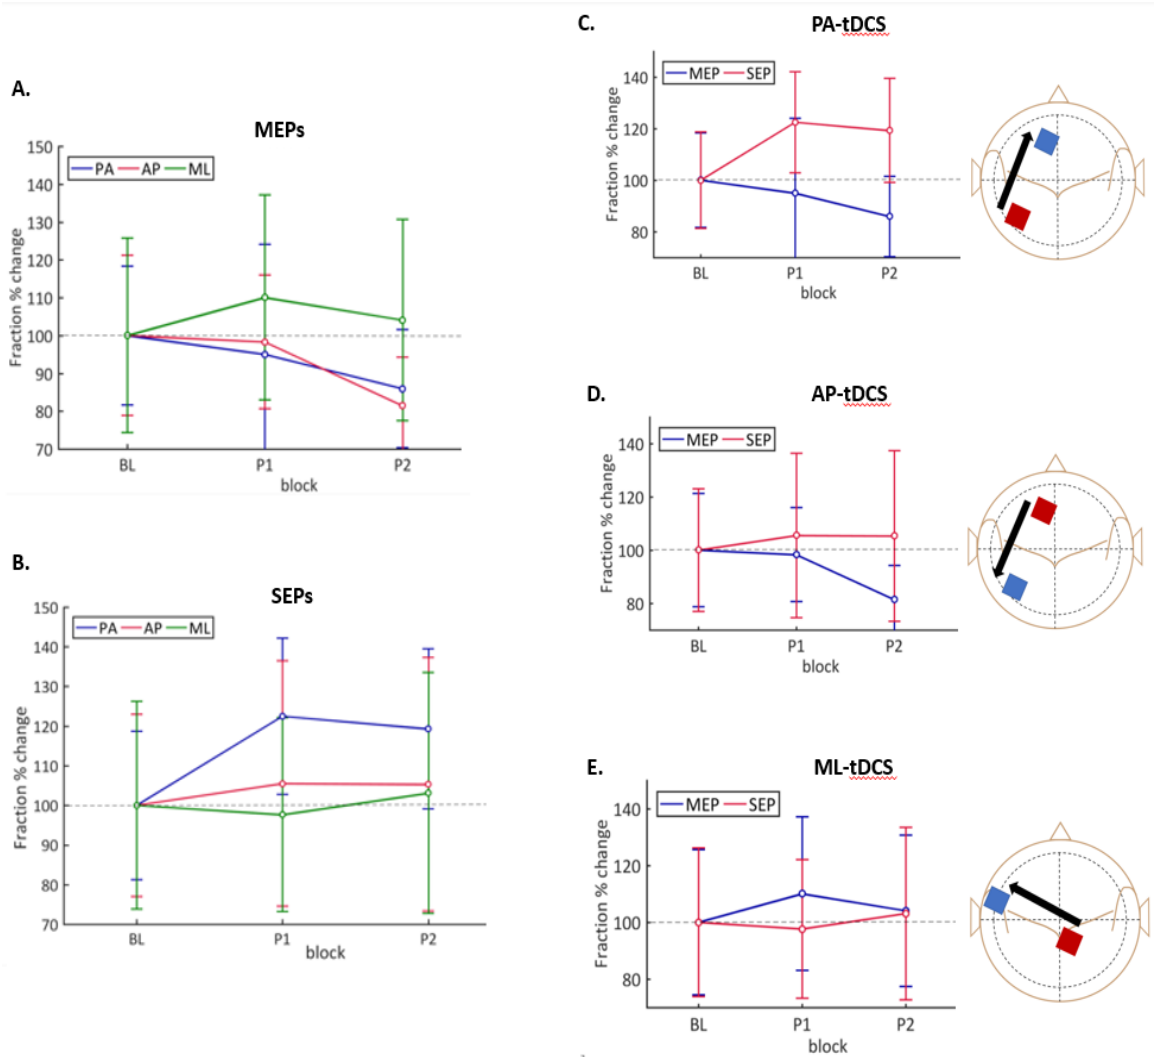 A.
MEPs
PA AP ML
150
140
130
120
110
100
90
80
70
Fraction % change
BL P1 P2
block
B.
SEPs
PA AP ML
150
140
130
120
110
100
90
80
70
Fraction % change
BL P1 P2
block
C.
PA-tDCS
MEP SEP
140
120
100
80
Fraction % change
BL P1 P2
block
D.
AP-tDCS
MEP SEP
140
120
100
80
Fraction % change
BL P1 P2
block
E.
ML-tDCS
MEP SEP
140
120
100
80
Fraction % change
BL P1 P2
block